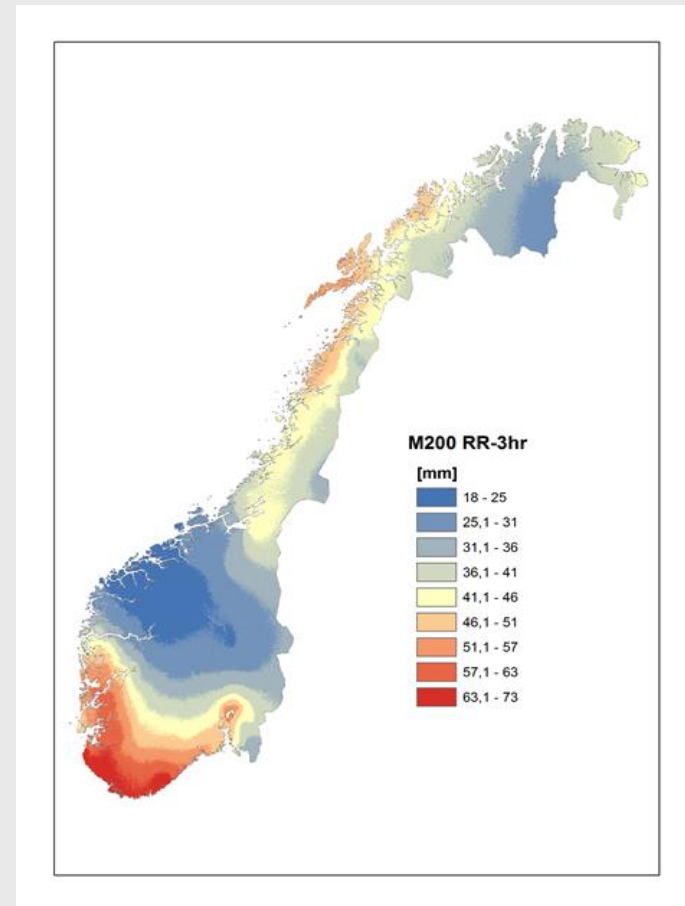 M200 RR-3hr
[mm]
18 - 25
25,1 - 31
31,1 - 36
36,1 - 41
41,1 - 46
46,1 - 51
51,1 - 57
57,1 - 63
63,1 - 73